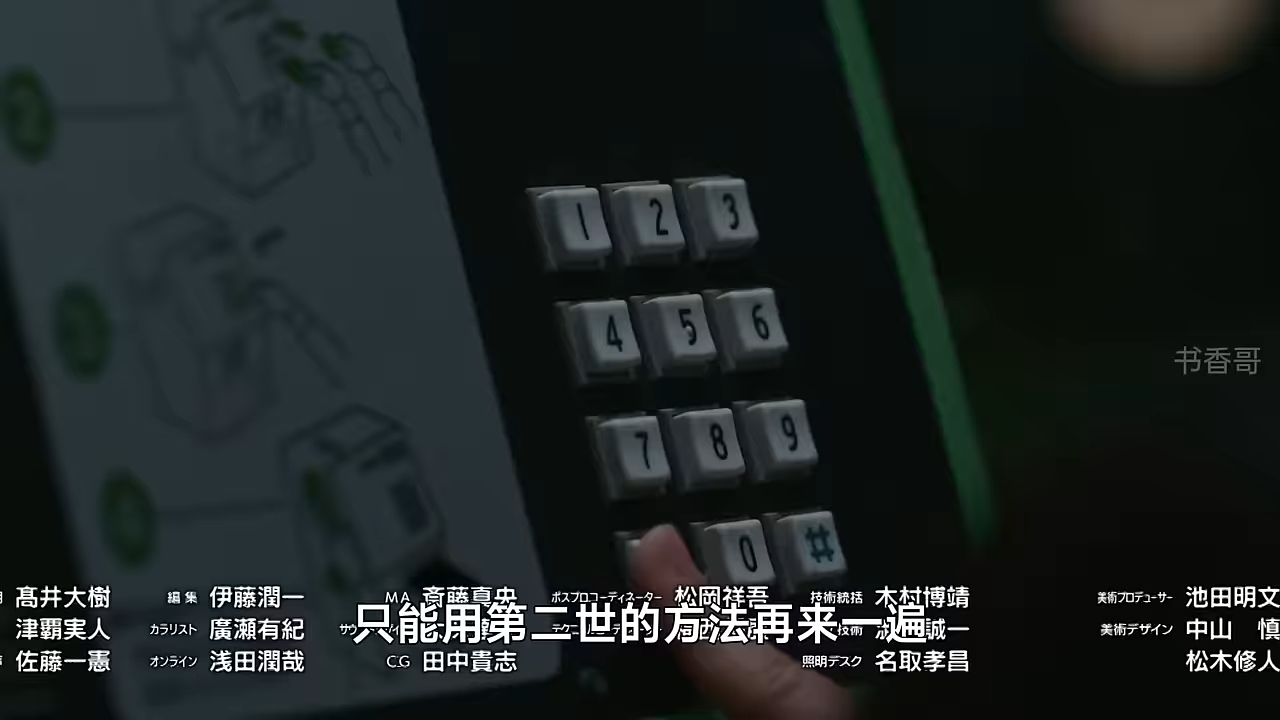 1 2 3
4 5 6
7 8 9
0 #
书香哥
髙井大樹 編集 伊藤潤一 MA 斎藤真央 ポスプロコーディネーター 松岡祥吾 技術統括 木村博靖 美術プロデューサー 池田明文
津覇実人 カラリスト 廣瀬有紀 技術 誠一 美術デザイン 中山 慎
佐藤一憲 オンライン 浅田潤哉 CG 田中貴志 照明デスク 名取孝昌 松木修人
只能用第二世的方法再来一遍